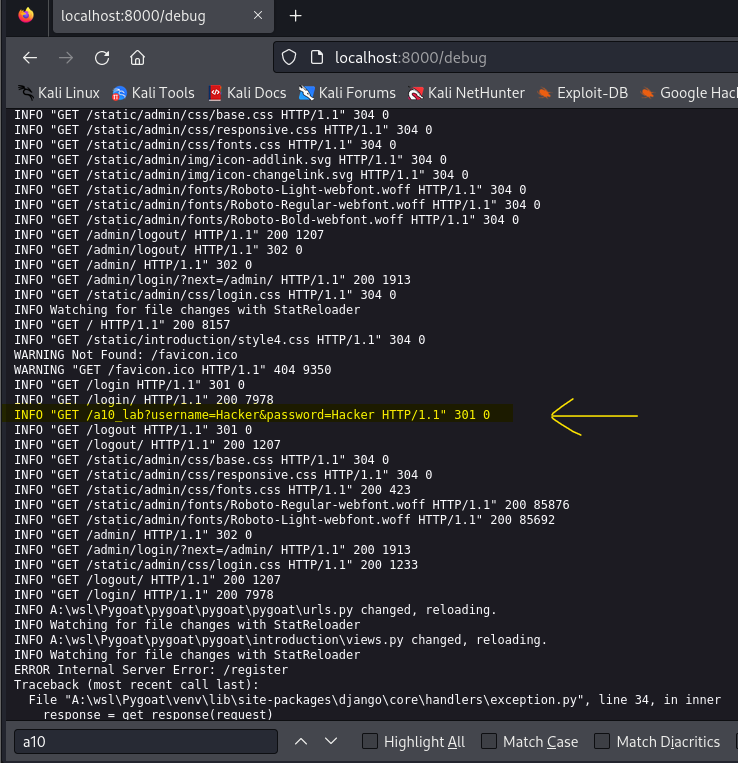 localhost:8000/debug
localhost:8000/debug
Kali Linux Kali Tools Kali Docs Kali Forums Kali NetHunter Exploit-DB Google Hac
INFO "GET /static/admin/css/base.css HTTP/1.1" 304 0
INFO "GET /static/admin/css/responsive.css HTTP/1.1" 304 0
INFO "GET /static/admin/css/fonts.css HTTP/1.1" 304 0
INFO "GET /static/admin/img/icon-addlink.svg HTTP/1.1" 304 0
INFO "GET /static/admin/img/icon-changelink.svg HTTP/1.1" 304 0
INFO "GET /static/admin/fonts/Roboto-Light-webfont.woff HTTP/1.1" 304 0
INFO "GET /static/admin/fonts/Roboto-Regular-webfont.woff HTTP/1.1" 304 0
INFO "GET /static/admin/fonts/Roboto-Bold-webfont.woff HTTP/1.1" 304 0
INFO "GET /admin/logout/ HTTP/1.1" 200 1207
INFO "GET /admin/logout/ HTTP/1.1" 302 0
INFO "GET /admin/ HTTP/1.1" 302 0
INFO "GET /admin/login/?next=/admin/ HTTP/1.1" 200 1913
INFO "GET /static/admin/css/login.css HTTP/1.1" 304 0
INFO Watching for file changes with StatReloader
INFO "GET / HTTP/1.1" 200 8157
INFO "GET /static/introduction/style4.css HTTP/1.1" 304 0
WARNING Not Found: /favicon.ico
WARNING "GET /favicon.ico HTTP/1.1" 404 9350
INFO "GET /login HTTP/1.1" 301 0
INFO "GET /login/ HTTP/1.1" 200 7978
INFO "GET /a10_lab?username=Hacker&password=Hacker HTTP/1.1" 301 0
INFO "GET /logout HTTP/1.1" 301 0
INFO "GET /logout/ HTTP/1.1" 200 1207
INFO "GET /static/admin/css/base.css HTTP/1.1" 304 0
INFO "GET /static/admin/css/responsive.css HTTP/1.1" 304 0
INFO "GET /static/admin/css/fonts.css HTTP/1.1" 200 423
INFO "GET /static/admin/fonts/Roboto-Regular-webfont.woff HTTP/1.1" 200 85876
INFO "GET /static/admin/fonts/Roboto-Light-webfont.woff HTTP/1.1" 200 85692
INFO "GET /admin/ HTTP/1.1" 302 0
INFO "GET /admin/login/?next=/admin/ HTTP/1.1" 200 1913
INFO "GET /static/admin/css/login.css HTTP/1.1" 200 1233
INFO "GET /logout/ HTTP/1.1" 200 1207
INFO "GET /login/ HTTP/1.1" 200 7978
INFO A:\wsl\Pygoat\pygoat\pygoat\pygoat\urls.py changed, reloading.
INFO Watching for file changes with StatReloader
INFO A:\wsl\Pygoat\pygoat\pygoat\introduction\views.py changed, reloading.
INFO Watching for file changes with StatReloader
ERROR Internal Server Error: /register
Traceback (most recent call last):
File "A:\wsl\Pygoat\venv\lib\site-packages\django\core\handlers\exception.py", line 34, in inner
response = get_response(request)
a10 Highlight All Match Case Match Diacritics